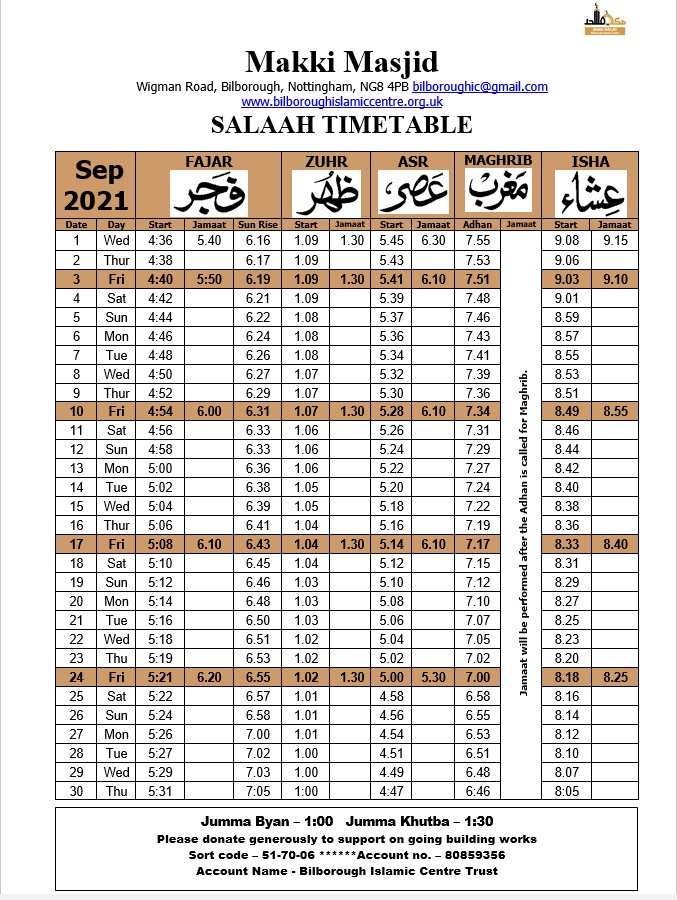 Makki Masjid
Wigman Road, Bilborough, Nottingham, NG8 4PB bilboroughic@gmail.com
www.bilboroughislamiccentre.org.uk
SALAAH TIMETABLE
Sep 2021 FAJAR ZUHR ASR MAGHRIB ISHA
فَجَر ظُهْر عَصَر مَغْرِب عِشَاء
Date Day Start Jamaat Sun Rise Start Jamaat Start Jamaat Adhan Jamaat Start Jamaat
1 Wed 4:36 5.40 6.16 1.09 1.30 5.45 6.30 7.55 9.08 9.15
2 Thur 4:38 6.17 1.09 5.43 7.53 9.06
3 Fri 4:40 5:50 6.19 1.09 1.30 5.41 6.10 7.51 9.03 9.10
4 Sat 4:42 6.21 1.09 5.39 7.48 9.01
5 Sun 4:44 6.22 1.08 5.37 7.46 8.59
6 Mon 4:46 6.24 1.08 5.36 7.43 8.57
7 Tue 4:48 6.26 1.08 5.34 7.41 8.55
8 Wed 4:50 6.27 1.07 5.32 7.39 8.53
9 Thu 4:52 6.29 1.07 5.30 7.36 8.51
10 Fri 4:54 6.00 6.31 1.07 1.30 5.28 6.10 7.34 8.49 8.55
11 Sat 4:56 6.33 1.06 5.26 7.31 8.46
12 Sun 4:58 6.34 1.06 5.24 7.29 8.44
13 Mon 5:00 6.36 1.06 5.22 7.27 8.42
14 Tue 5:02 6.38 1.05 5.20 7.24 8.40
15 Wed 5:04 6.39 1.05 5.18 7.22 8.38
16 Thu 5:06 6.41 1.04 5.16 7.19 8.36
17 Fri 5:08 6.10 6.43 1.04 1.30 5.14 6.10 7.17 8.33 8.40
18 Sat 5:10 6.45 1.04 5.12 7.15 8.31
19 Sun 5:12 6.46 1.03 5.10 7.12 8.29
20 Mon 5:14 6.48 1.03 5.08 7.10 8.27
21 Tue 5:16 6.50 1.03 5.06 7.07 8.25
22 Wed 5:18 6.51 1.02 5.04 7.05 8.23
23 Thu 5:19 6.53 1.02 5.02 7.02 8.20
24 Fri 5:21 6.20 6.55 1.02 1.30 5.00 5.30 7.00 8.18 8.25
25 Sat 5:22 6.57 1.01 4.58 6.58 8.16
26 Sun 5:24 6.58 1.01 4.56 6.55 8.14
27 Mon 5:26 7.00 1.01 4.54 6.53 8.12
28 Tue 5:27 7.02 1.00 4.51 6.51 8.10
29 Wed 5:29 7.03 1.00 4.49 6.48 8.07
30 Thu 5:31 7:05 1:00 4:47 6:46 8:05
Jamaat will be performed after the Adhan is called for Maghrib.
Jumma Byan – 1:00 Jumma Khutba – 1:30
Please donate generously to support on going building works
Sort code – 51-70-06 ******Account no. – 80859356
Account Name - Bilborough Islamic Centre Trust